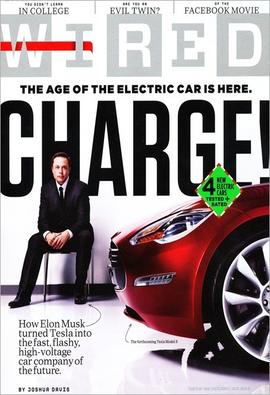 YOU DIDN'T LEARN
IN COLLEGE
ARE YOU AN
EVIL TWIN?
OF THE
FACEBOOK MOVIE
WIRED
THE AGE OF THE ELECTRIC CAR IS HERE.
CHARGE!
4 NEW
ELECTRIC
CARS
TESTED +
RATED
How Elon Musk
turned Tesla into
the fast, flashy,
high-voltage
car company of
the future.
The forthcoming Tesla Model S
BY JOSHUA DAVIS